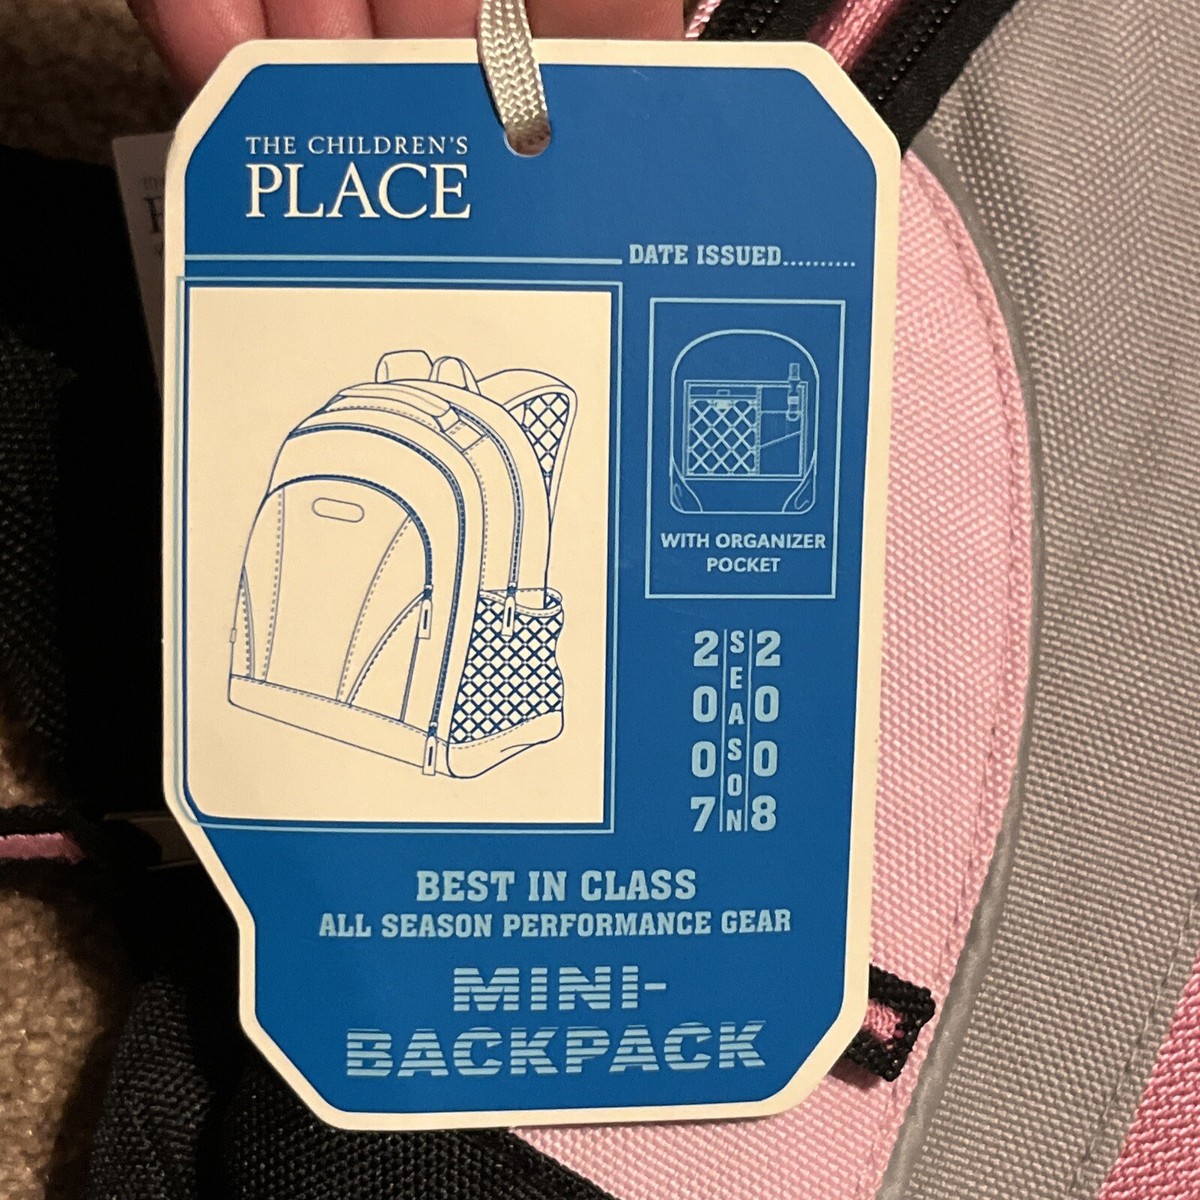 THE CHILDREN'S
PLACE
DATE ISSUED..........
WITH ORGANIZER
POCKET
2 S 2
0 E 0
0 A 0
7 S 8
O
N
BEST IN CLASS
ALL SEASON PERFORMANCE GEAR
MINI-
BACKPACK